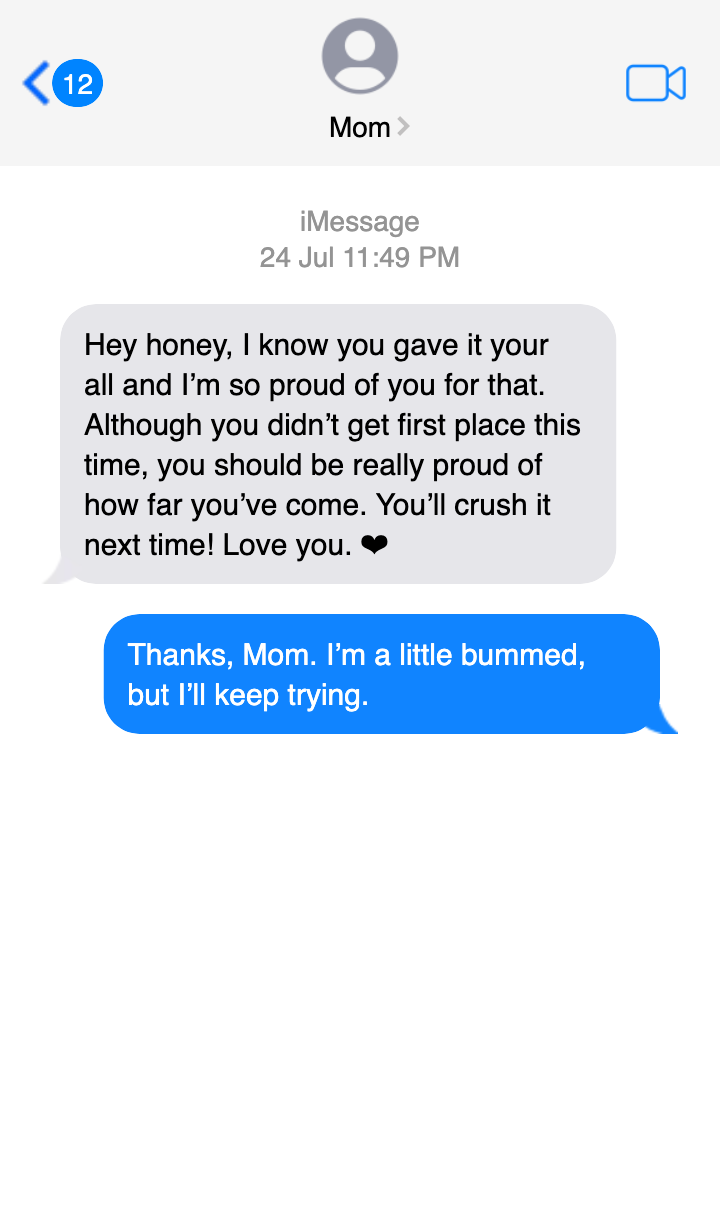 12
Mom
iMessage
24 Jul 11:49 PM
Hey honey, I know you gave it your
all and I’m so proud of you for that.
Although you didn’t get first place this
time, you should be really proud of
how far you’ve come. You’ll crush it
next time! Love you. ❤
Thanks, Mom. I’m a little bummed,
but I’ll keep trying.